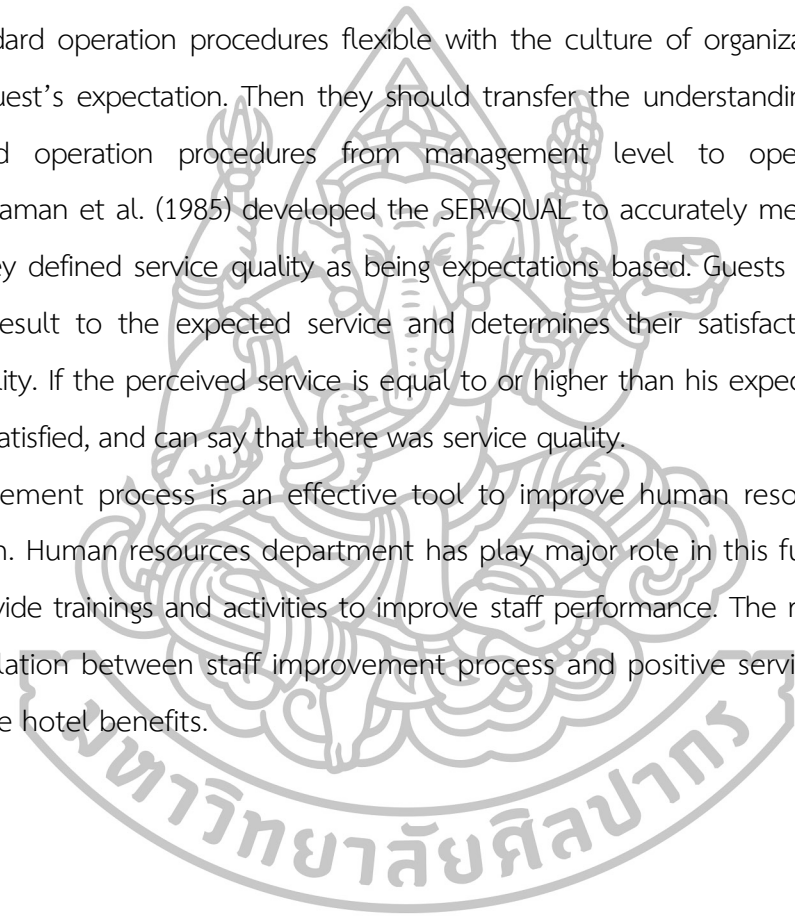 dard operation procedures flexible with the culture of organiza
uest's expectation. Then they should transfer the understandin
d operation procedures from management level to ope
aman et al. (1985) developed the SERVQUAL to accurately me
ey defined service quality as being expectations based. Guests
esult to the expected service and determines their satisfact
lity. If the perceived service is equal to or higher than his expec
atisfied, and can say that there was service quality.
ement process is an effective tool to improve human reso
n. Human resources department has play major role in this fu
vide trainings and activities to improve staff performance. The r
lation between staff improvement process and positive servi
e hotel benefits.
มหาวิทยาลัยศิลปากร